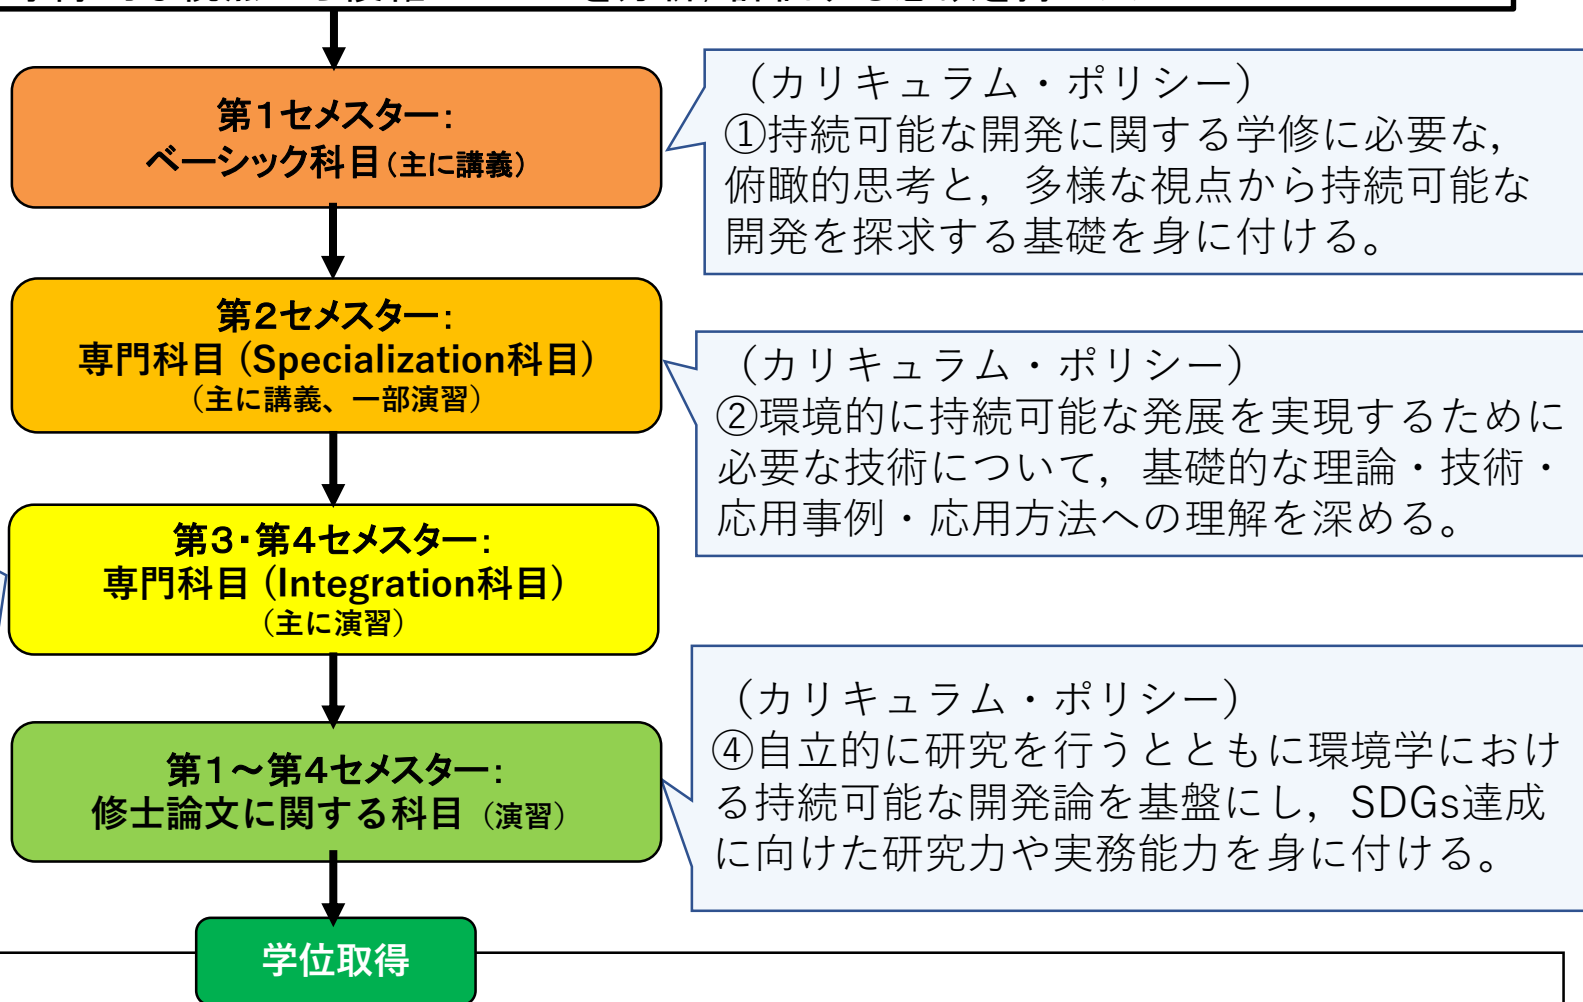 第１セメスター：
ベーシック科目（主に講義）
（カリキュラム・ポリシー）
①持続可能な開発に関する学修に必要な，
俯瞰的思考と，多様な視点から持続可能な
開発を探求する基礎を身に付ける。
第２セメスター：
専門科目 (Specialization科目)
（主に講義、一部演習）
（カリキュラム・ポリシー）
②環境的に持続可能な発展を実現するために
必要な技術について，基礎的な理論・技術・
応用事例・応用方法への理解を深める。
第３・第４セメスター：
専門科目 (Integration科目)
（主に演習）
第１～第４セメスター：
修士論文に関する科目（演習）
（カリキュラム・ポリシー）
④自立的に研究を行うとともに環境学におけ
る持続可能な開発論を基盤にし，SDGs達成
に向けた研究力や実務能力を身に付ける。
学位取得